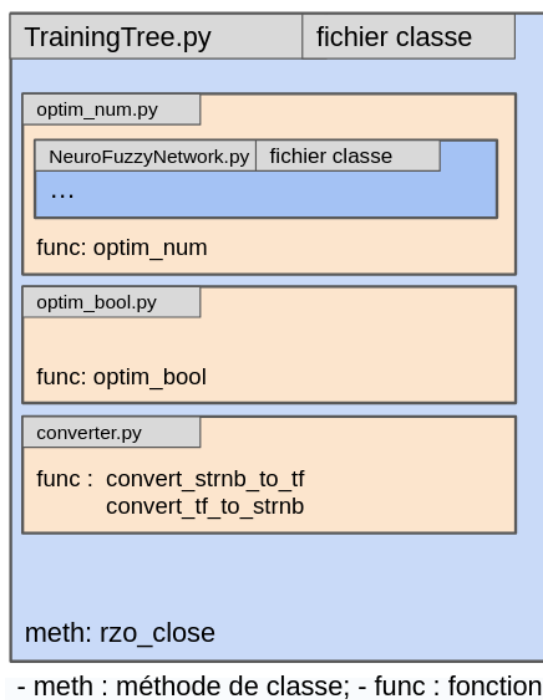 TrainingTree.py fichier classe
optim_num.py
NeuroFuzzyNetwork.py fichier classe
...
func: optim_num
optim_bool.py
func: optim_bool
converter.py
func : convert_strnb_to_tf
convert_tf_to_strnb
meth: rzo_close
- meth : méthode de classe; - func : fonction